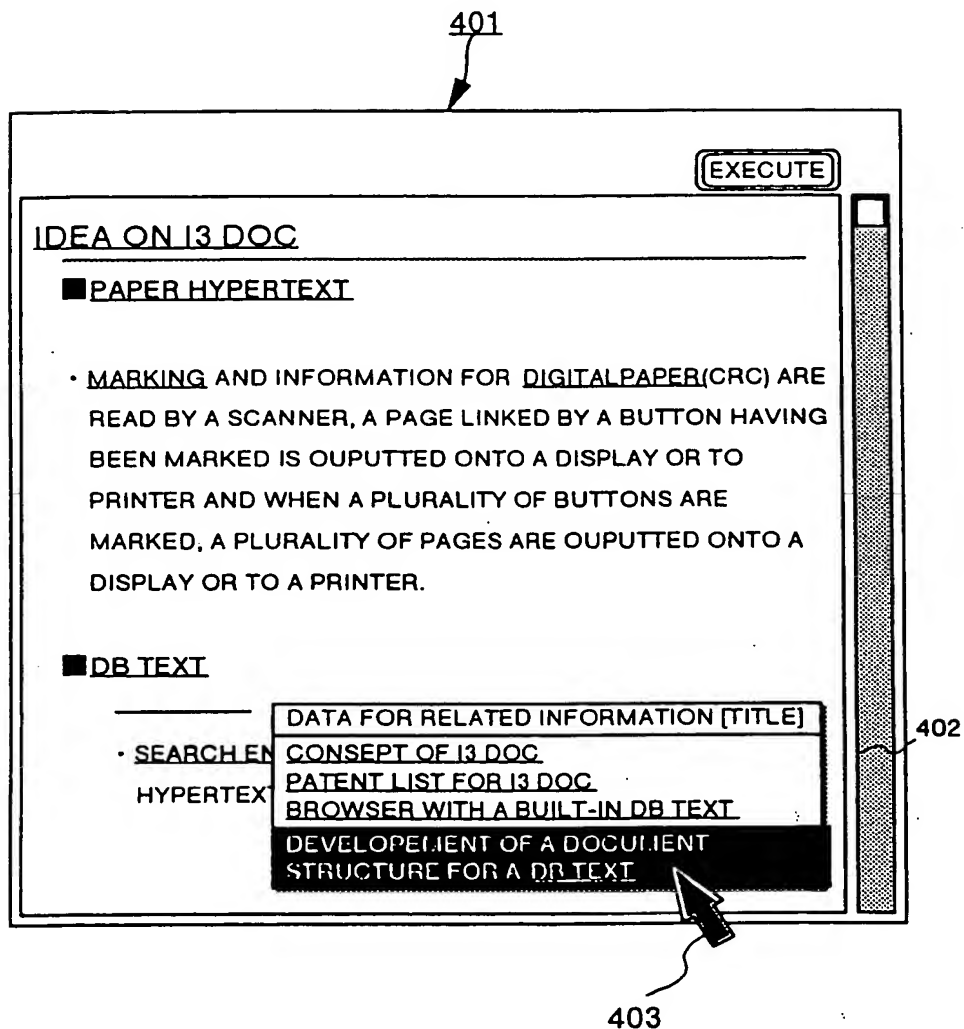 401
EXECUTE
IDEA ON I3 DOC
■PAPER HYPERTEXT
・MARKING AND INFORMATION FOR DIGITALPAPER(CRC) ARE
READ BY A SCANNER, A PAGE LINKED BY A BUTTON HAVING
BEEN MARKED IS OUPUTTED ONTO A DISPLAY OR TO
PRINTER AND WHEN A PLURALITY OF BUTTONS ARE
MARKED, A PLURALITY OF PAGES ARE OUPUTTED ONTO A
DISPLAY OR TO A PRINTER.
■DB TEXT
DATA FOR RELATED INFORMATION [TITLE]
402
・SEARCH EN
CONSEPT OF I3 DOC
PATENT LIST FOR I3 DOC
HYPERTEX
BROWSER WITH A BUILT-IN DB TEXT
DEVELOPEMENT OF A DOCUMENT
STRUCTURE FOR A DB TEXT
403